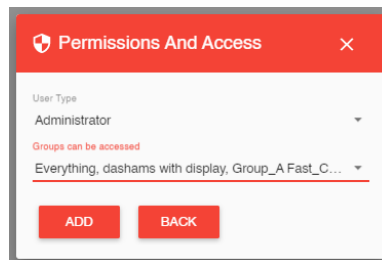 Permissions And Access
User Type
Administrator
Groups can be accessed
Everything, dashams with display, Group_A Fast_C...
ADD BACK